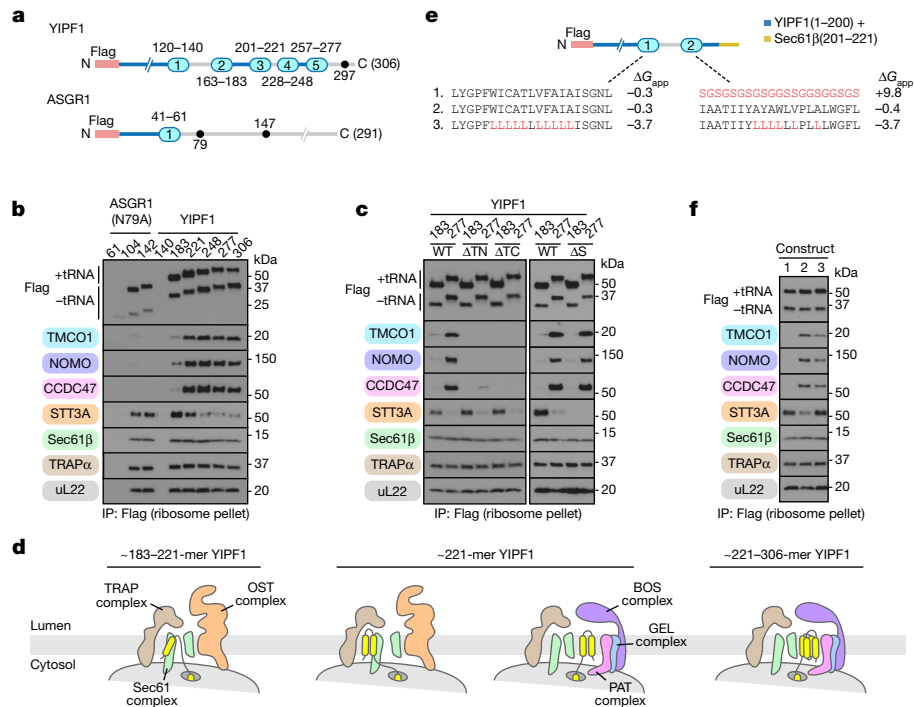 a
YIPF1
Flag
N
120–140
201–221
257–277
1
2
3
4
5
C (306)
163–183
228–248
297
ASGR1
Flag
N
41–61
1
79
147
C (291)
e
YIPF1(1–200) +
Sec61β(201–221)
Flag
N
1
2
ΔGapp
ΔGapp
1. LYGPFWICATLVFAIAISGNL –0.3 SGSGSGSGSGGSSGGSGGSGS +9.8
2. LYGPFWICATLVFAIAISGNL –0.3 IAATIIYAYAWLVPLALWGFL –0.4
3. LYGPFLLLLLLLLLLLISGNL –3.7 IAATIIYLLLLLLPLLLWGFL –3.7
b
ASGR1
(N79A)
YIPF1
61 104 142 140 183 221 248 277 306
kDa
Flag
+tRNA
–tRNA
50
37
25
TMCO1
20
NOMO
150
CCDC47
50
STT3A
50
Sec61β
15
TRAPα
37
uL22
20
IP: Flag (ribosome pellet)
c
YIPF1
183 277 183 277 183 277 183 277 183 277
WT ΔTN ΔTC WT ΔS
kDa
Flag
+tRNA
–tRNA
50
37
TMCO1
20
NOMO
150
CCDC47
50
STT3A
50
Sec61β
15
TRAPα
37
uL22
20
IP: Flag (ribosome pellet)
f
Construct
1 2 3
kDa
Flag
+tRNA
–tRNA
50
37
TMCO1
20
NOMO
150
CCDC47
50
STT3A
50
Sec61β
15
TRAPα
37
uL22
20
IP: Flag (ribosome pellet)
d
~183–221-mer YIPF1
~221-mer YIPF1
~221–306-mer YIPF1
TRAP
complex
OST
complex
BOS
complex
GEL
complex
Lumen
Cytosol
Sec61
complex
PAT
complex